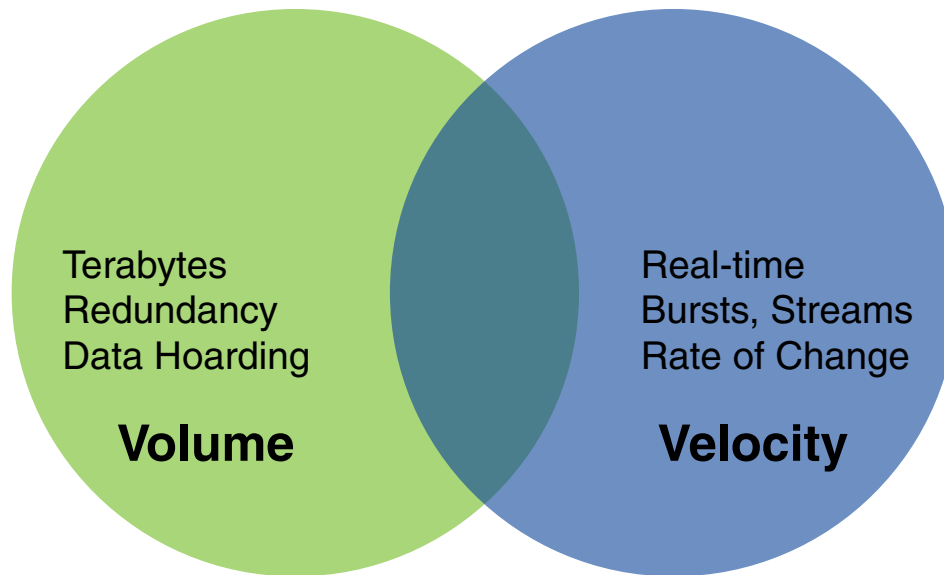 Terabytes
Redundancy
Data Hoarding
Volume
Real-time
Bursts, Streams
Rate of Change
Velocity